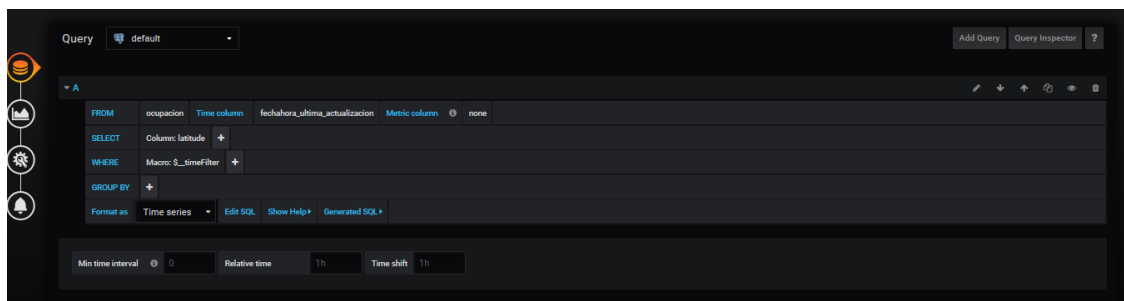 Query default Add Query Query Inspector ?
A
FROM ocupacion Time column fechahora_ultima_actualizacion Metric column none
SELECT Column: latitude +
WHERE Macro: $__timeFilter +
GROUP BY +
Format as Time series Edit SQL Show Help Generated SQL
Min time interval 0 Relative time 1h Time shift 1h